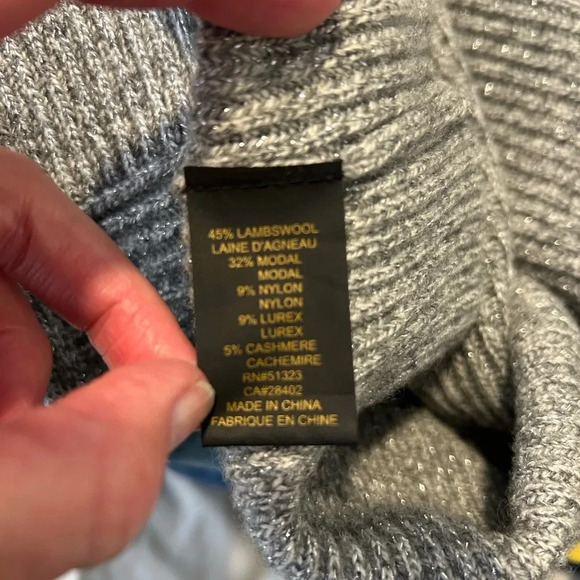 45% LAMBSWOOL
LAINE D'AGNEAU
32% MODAL
MODAL
9% NYLON
NYLON
9% LUREX
LUREX
5% CASHMERE
CACHEMIRE
RN#51323
CA#28402
MADE IN CHINA
FABRIQUE EN CHINE